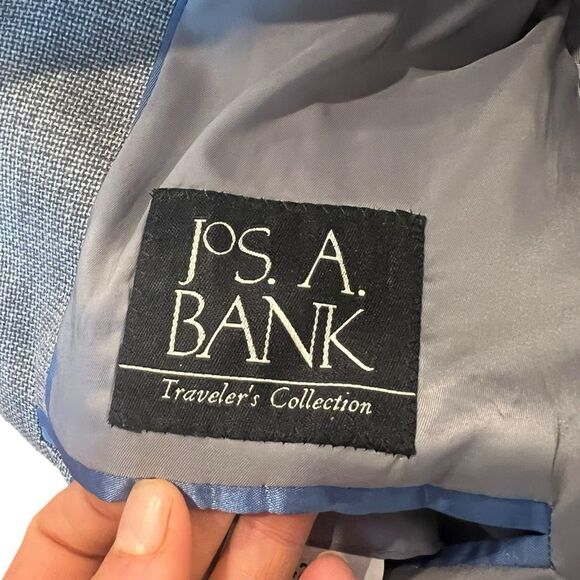 JoS. A.
BANK
Traveler's Collection